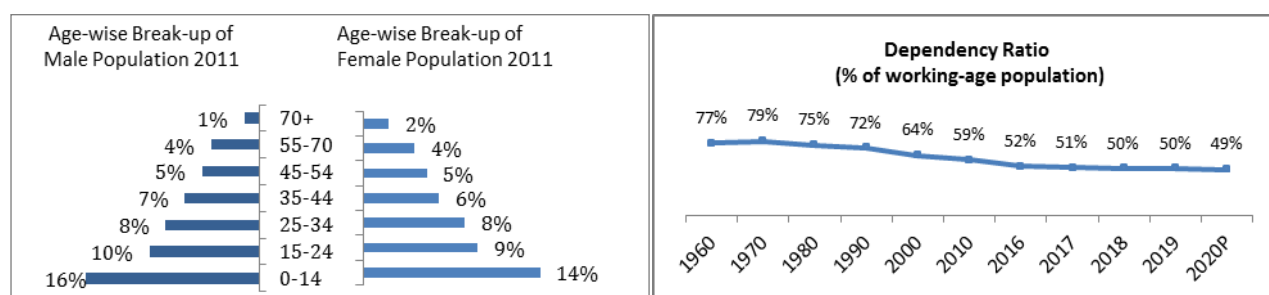 Age-wise Break-up of
Male Population 2011
Age-wise Break-up of
Female Population 2011
1% 70+ 2%
4% 55-70 4%
5% 45-54 5%
7% 35-44 6%
8% 25-34 8%
10% 15-24 9%
16% 0-14 14%
Dependency Ratio
(% of working-age population)
77% 79% 75% 72% 64% 59% 52% 51% 50% 50% 49%
1960 1970 1980 1990 2000 2010 2016 2017 2018 2019 2020P